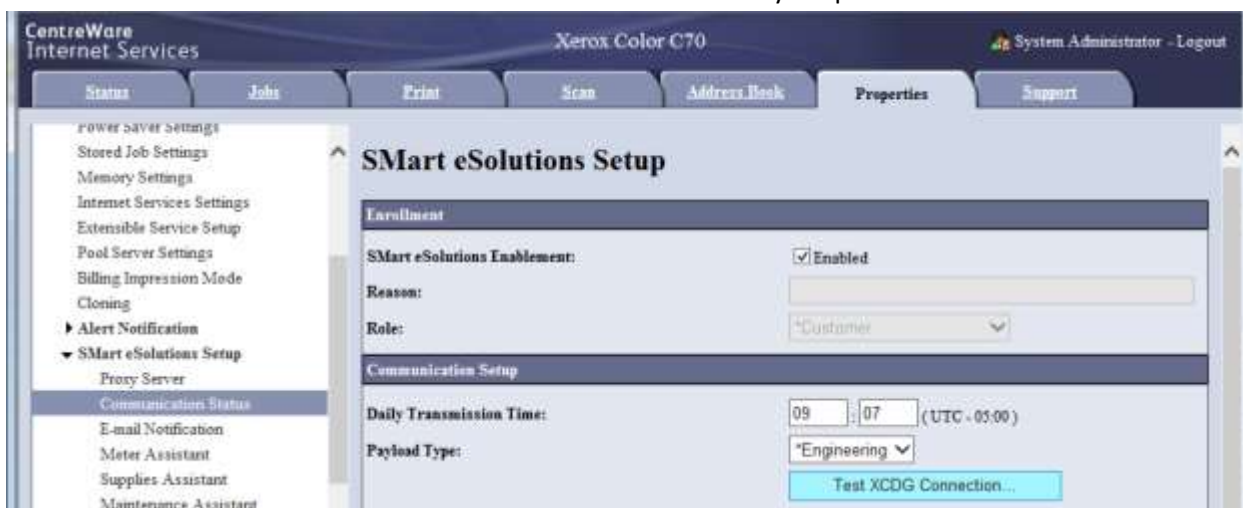 CentreWare
Internet Services
Xerox Color C70
System Administrator - Logout
Status
Jobs
Print
Scan
Address Book
Properties
Support
Power Saver Settings
Stored Job Settings
Memory Settings
Internet Services Settings
Extensible Service Setup
Pool Server Settings
Billing Impression Mode
Cloning
Alert Notification
SMart eSolutions Setup
Proxy Server
Communication Status
E-mail Notification
Meter Assistant
Supplies Assistant
Maintenance Assistant
SMart eSolutions Setup
Enrollment
SMart eSolutions Enablement:
Enabled
Reason:
Role:
*Customer
Communication Setup
Daily Transmission Time:
09 : 07 ( UTC - 05:00 )
Payload Type:
*Engineering
Test XCDG Connection...